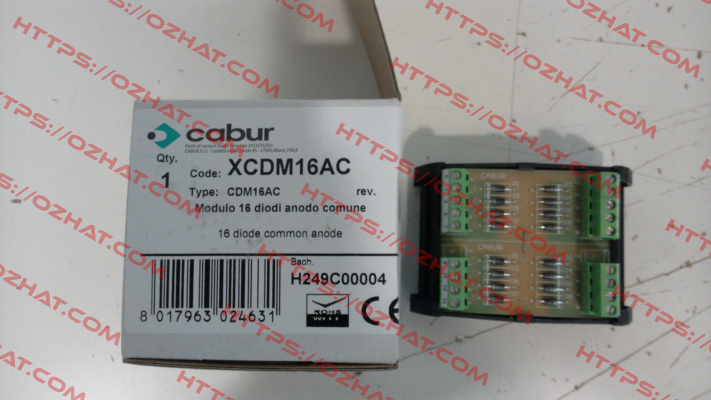 cabur
Qty.
1
Code: XCDM16AC
Type: CDM16AC rev.
Modulo 16 diodi anodo comune
16 diode common anode
Bach.
H249C00004
8 017963 024631
ROHS
CE
CABUR
CABUR
HTTPS://OZHAT.COM